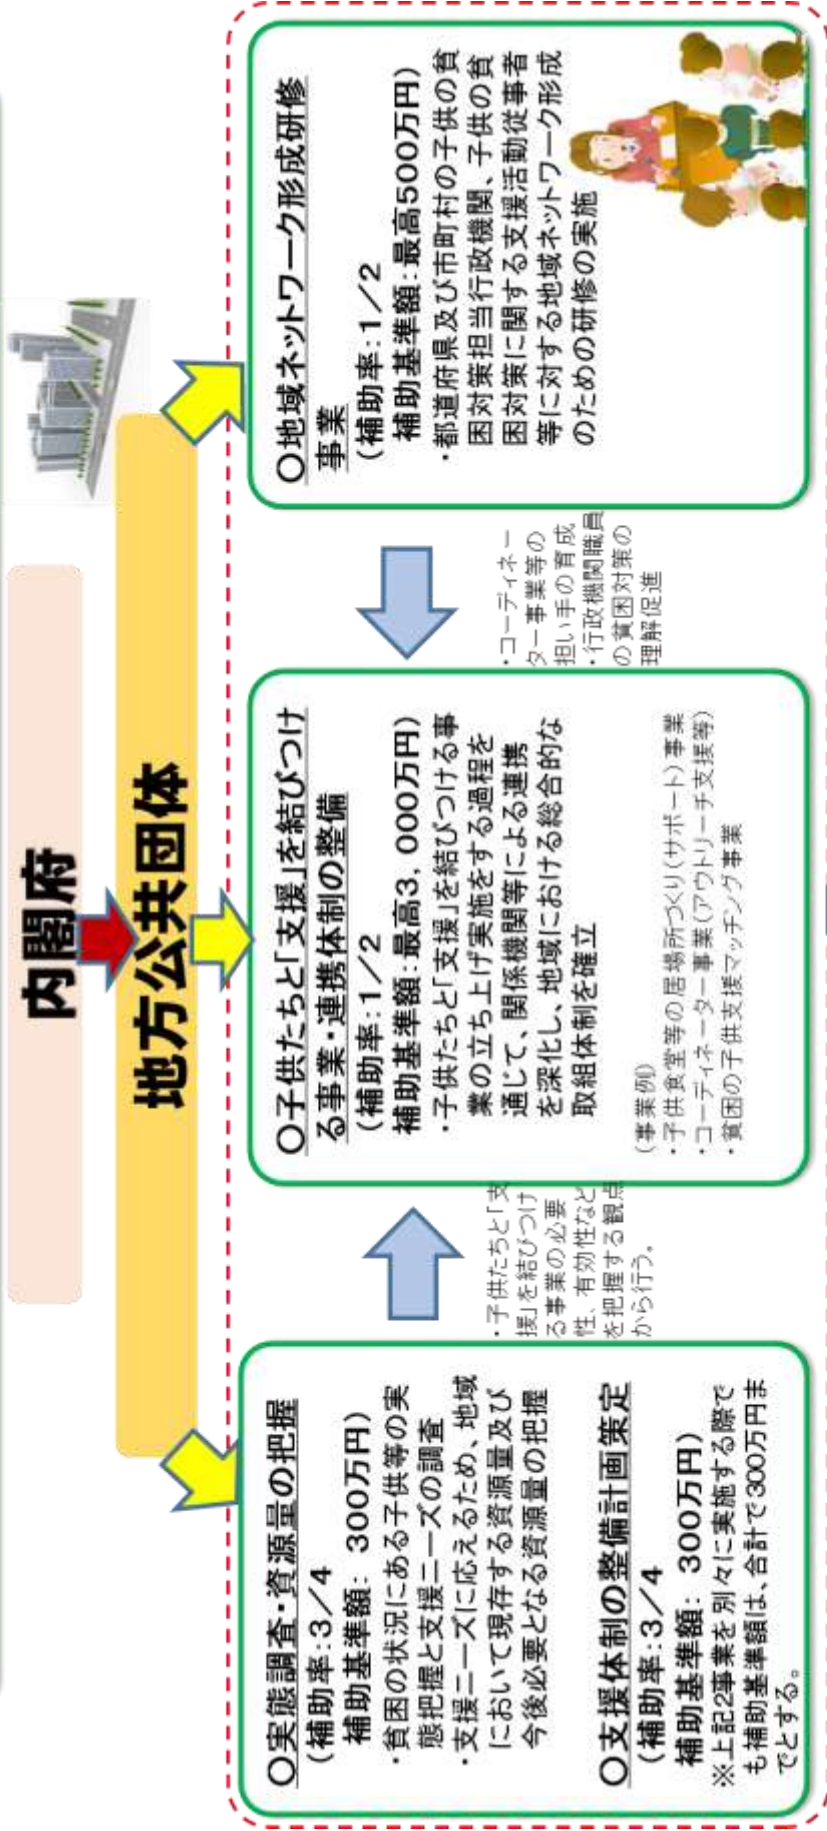 内閣府
地方公共団体
〇実態調査・資源量の把握
(補助率:3/4
補助基準額: 300万円)
・貧困の状況にある子供等の実
態把握と支援ニーズの調査
・支援ニーズに応えるため、地域
において現存する資源量及び
今後必要となる資源量の把握
〇支援体制の整備計画策定
(補助率:3/4
補助基準額: 300万円)
※上記2事業を別々に実施する際で
も補助基準額は、合計で300万円ま
でとする。
・子供たちと「支
援」を結びつけ
る事業の必要
性、有効性など
を把握する観点
から行う。
〇子供たちと「支援」を結びつけ
る事業・連携体制の整備
(補助率:1/2
補助基準額:最高3,000万円)
・子供たちと「支援」を結びつける事
業の立ち上げ実施をする過程を
通じて、関係機関等による連携
を深化し、地域における総合的な
取組体制を確立
(事業例)
・子供食堂等の居場所づくり(サポート)事業
・コーディネーター事業(アウトリーチ支援等)
・貧困の子供支援マッチング事業
・コーディネー
ター事業等の
担い手の育成
・行政機関職員
の貧困対策の
理解促進
〇地域ネットワーク形成研修
事業
(補助率:1/2
補助基準額:最高500万円)
・都道府県及び市町村の子供の貧
困対策担当行政機関、子供の貧
困対策に関する支援活動従事者
等に対する地域ネットワーク形成
のための研修の実施